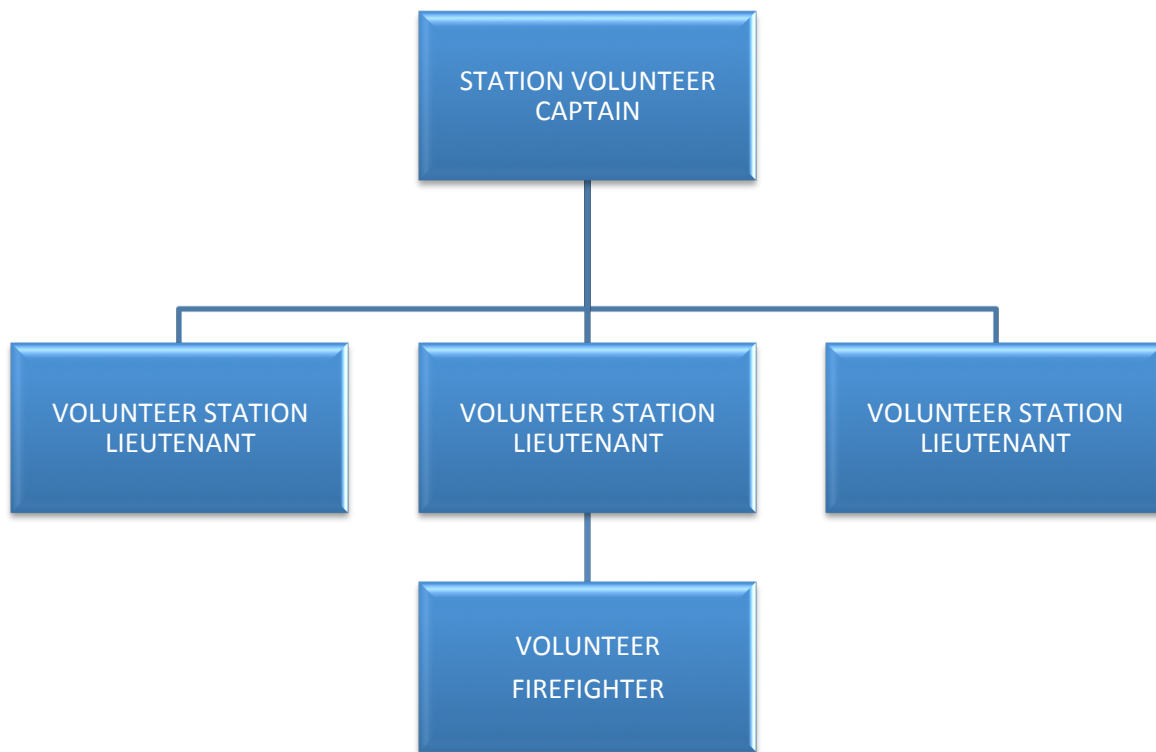 STATION VOLUNTEER
CAPTAIN
VOLUNTEER STATION
LIEUTENANT
VOLUNTEER STATION
LIEUTENANT
VOLUNTEER STATION
LIEUTENANT
VOLUNTEER
FIREFIGHTER